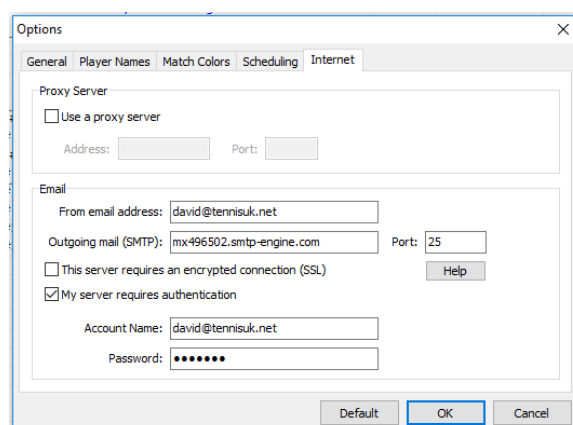 Options
General Player Names Match Colors Scheduling Internet
Proxy Server
Use a proxy server
Address: Port:
Email
From email address: david@tennisuk.net
Outgoing mail (SMTP): mx496502.smtp-engine.com Port: 25
This server requires an encrypted connection (SSL) Help
My server requires authentication
Account Name: david@tennisuk.net
Password: •••••••
Default OK Cancel